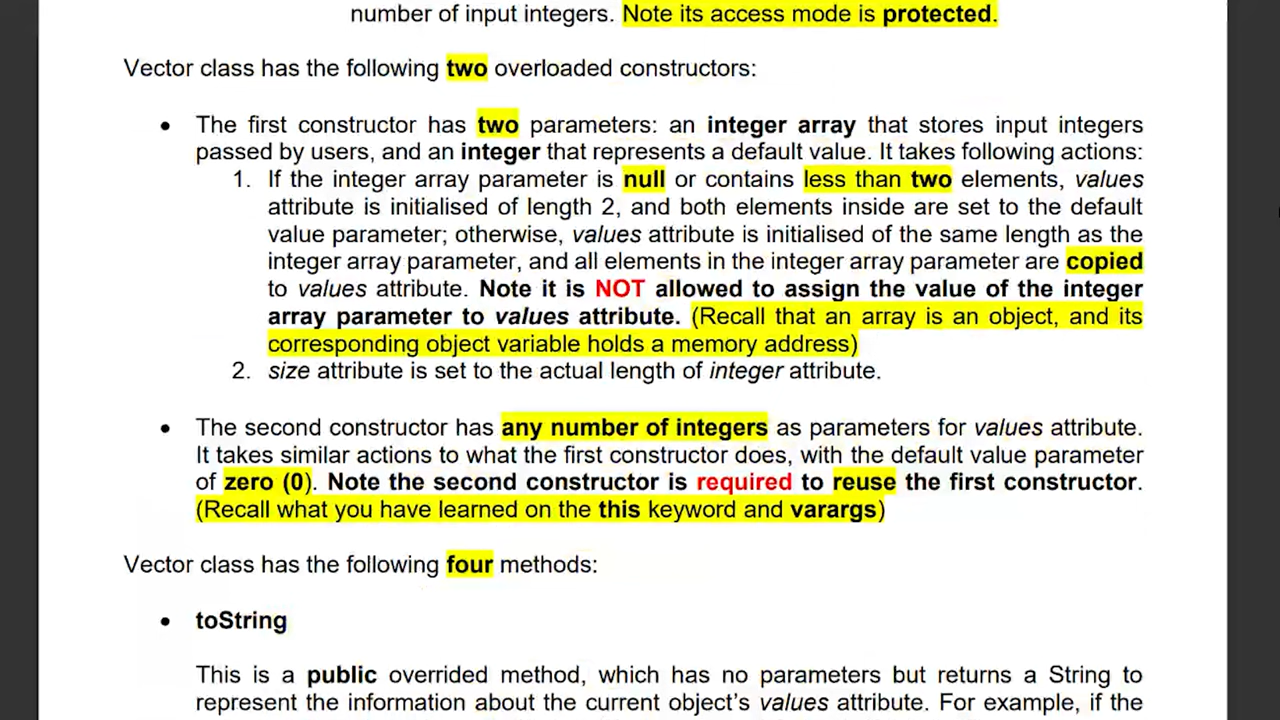 number of input integers. Note its access mode is protected.
Vector class has the following two overloaded constructors:
• The first constructor has two parameters: an integer array that stores input integers
passed by users, and an integer that represents a default value. It takes following actions:
1. If the integer array parameter is null or contains less than two elements, values
attribute is initialised of length 2, and both elements inside are set to the default
value parameter; otherwise, values attribute is initialised of the same length as the
integer array parameter, and all elements in the integer array parameter are copied
to values attribute. Note it is NOT allowed to assign the value of the integer
array parameter to values attribute. (Recall that an array is an object, and its
corresponding object variable holds a memory address)
2. size attribute is set to the actual length of integer attribute.
• The second constructor has any number of integers as parameters for values attribute.
It takes similar actions to what the first constructor does, with the default value parameter
of zero (0). Note the second constructor is required to reuse the first constructor.
(Recall what you have learned on the this keyword and varargs)
Vector class has the following four methods:
• toString
This is a public overrided method, which has no parameters but returns a String to
represent the information about the current object's values attribute. For example, if the